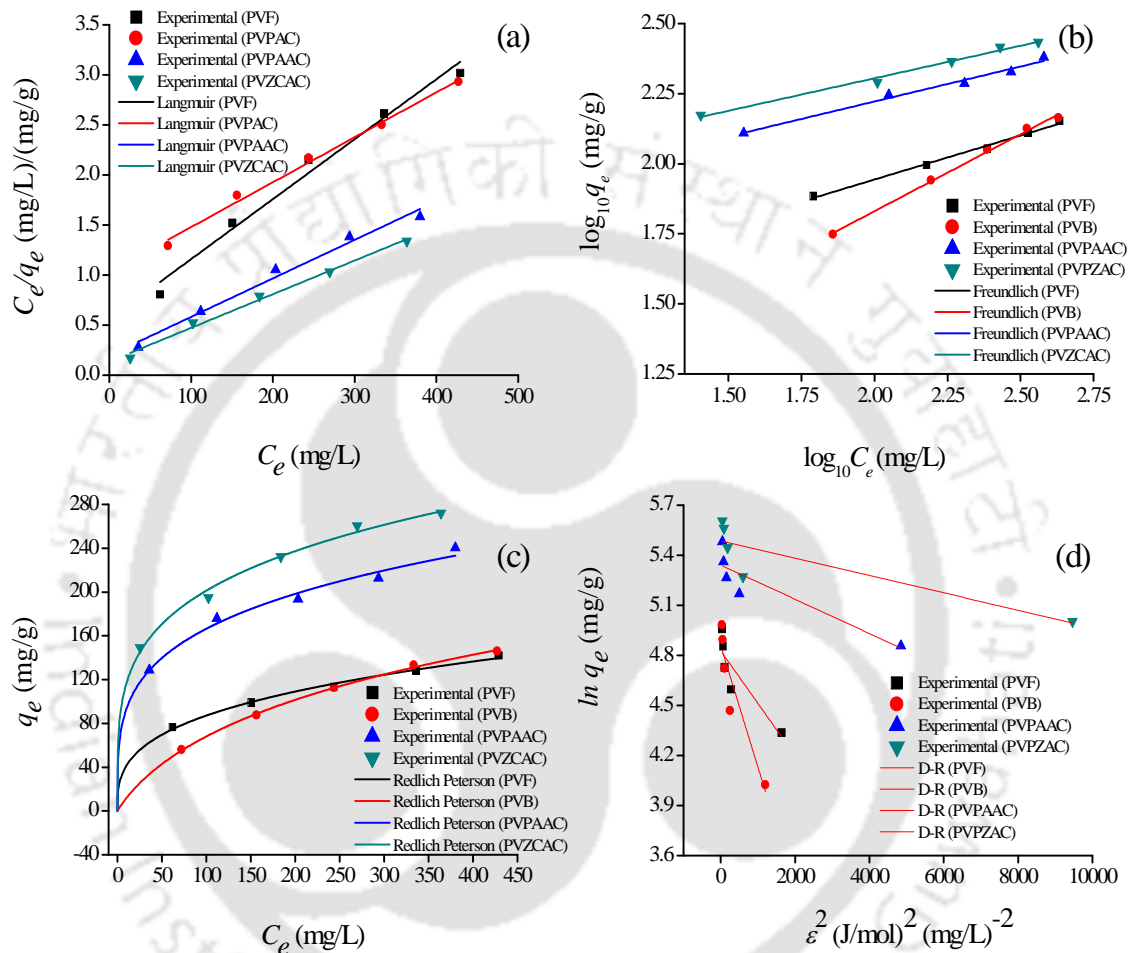 (a)
Experimental (PVF)
Experimental (PVPAC)
Experimental (PVPAAC)
Experimental (PVZCAC)
Langmuir (PVF)
Langmuir (PVPAC)
Langmuir (PVPAAC)
Langmuir (PVZCAC)
3.5
3.0
2.5
2.0
1.5
1.0
0.5
0.0
0 100 200 300 400 500
C_e/q_e (mg/L)/(mg/g)
C_e (mg/L)
(b)
2.50
2.25
2.00
1.75
1.50
1.25
1.50 1.75 2.00 2.25 2.50 2.75
log₁₀ q_e (mg/g)
Experimental (PVF)
Experimental (PVB)
Experimental (PVPAAC)
Experimental (PVPZAC)
Freundlich (PVF)
Freundlich (PVB)
Freundlich (PVPAAC)
Freundlich (PVZCAC)
log₁₀ C_e (mg/L)
(c)
280
240
200
160
120
80
40
0
-40
0 50 100 150 200 250 300 350 400 450
q_e (mg/g)
Experimental (PVF)
Experimental (PVB)
Experimental (PVPAAC)
Experimental (PVZCAC)
Redlich Peterson (PVF)
Redlich Peterson (PVB)
Redlich Peterson (PVPAAC)
Redlich Peterson (PVZCAC)
C_e (mg/L)
(d)
5.7
5.4
5.1
4.8
4.5
4.2
3.9
3.6
0 2000 4000 6000 8000 10000
ln q_e (mg/g)
Experimental (PVF)
Experimental (PVB)
Experimental (PVPAAC)
Experimental (PVPZAC)
D-R (PVF)
D-R (PVB)
D-R (PVPAAC)
D-R (PVPZAC)
ε² (J/mol)² (mg/L)⁻²